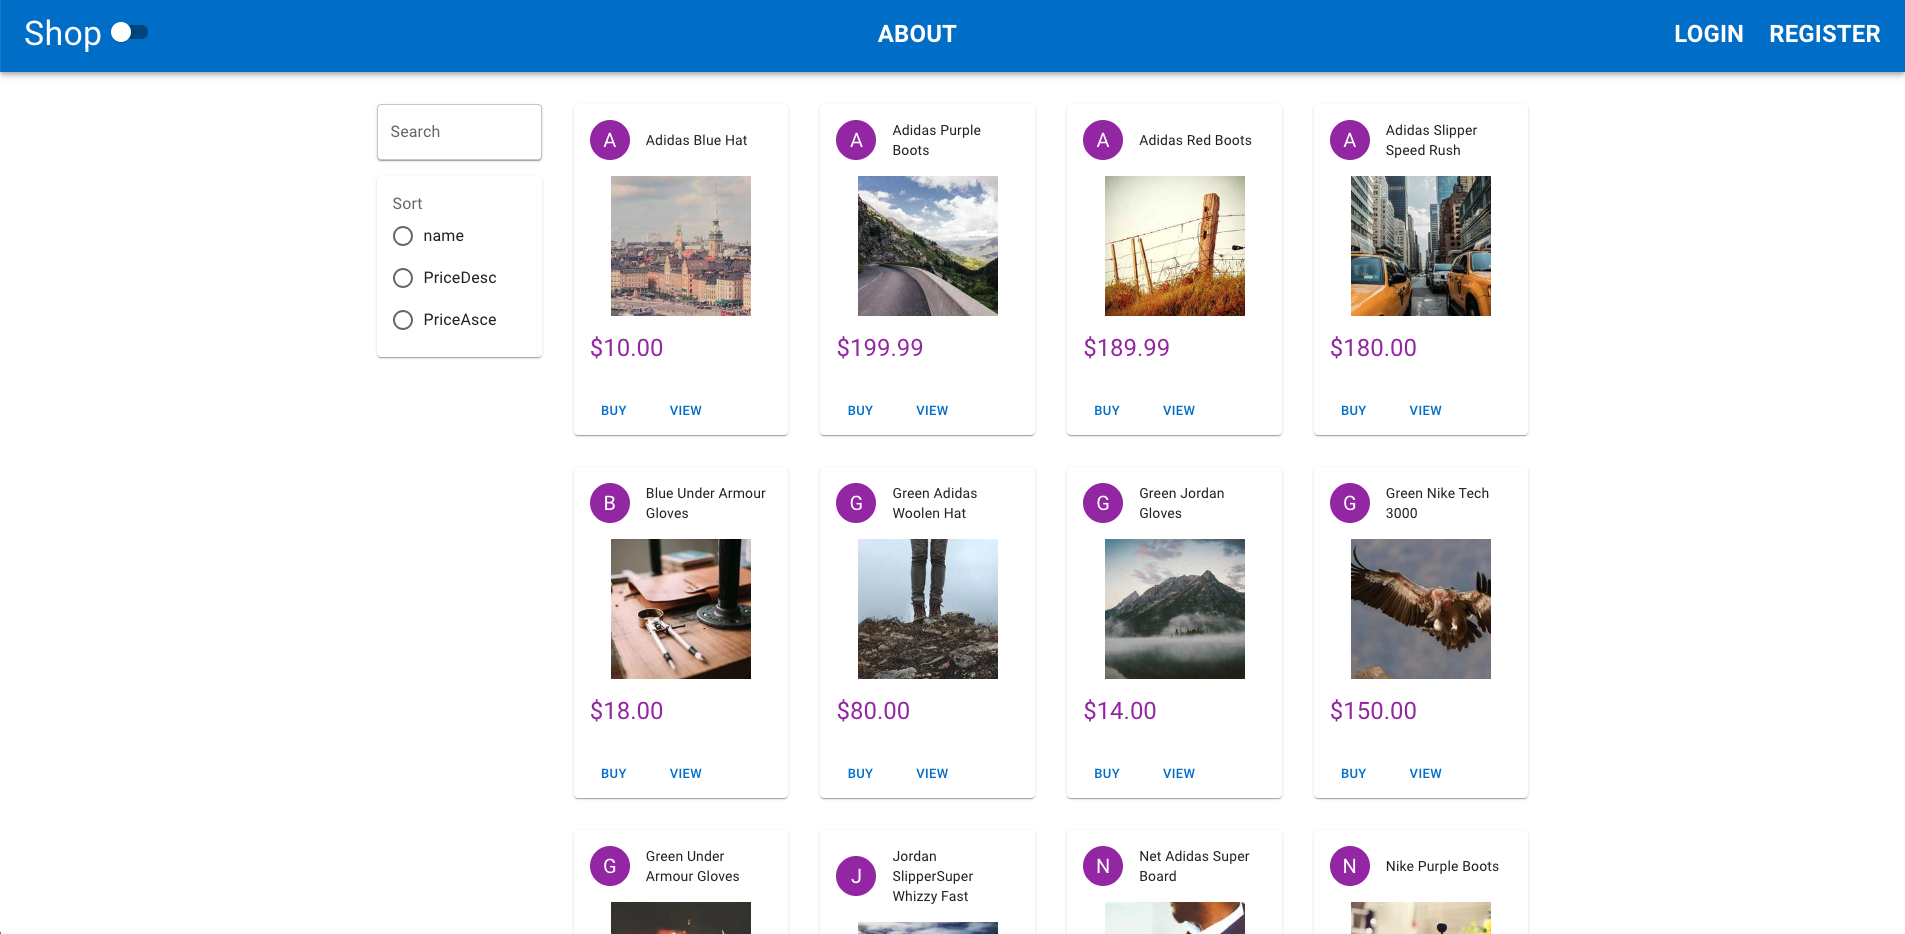 Shop
ABOUT
LOGIN
REGISTER
Search
Sort
name
PriceDesc
PriceAsce
A
Adidas Blue Hat
$10.00
BUY
VIEW
A
Adidas Purple
Boots
$199.99
BUY
VIEW
A
Adidas Red Boots
$189.99
BUY
VIEW
A
Adidas Slipper
Speed Rush
$180.00
BUY
VIEW
B
Blue Under Armour
Gloves
$18.00
BUY
VIEW
G
Green Adidas
Woolen Hat
$80.00
BUY
VIEW
G
Green Jordan
Gloves
$14.00
BUY
VIEW
G
Green Nike Tech
3000
$150.00
BUY
VIEW
G
Green Under
Armour Gloves
J
Jordan
SlipperSuper
Whizzy Fast
N
Net Adidas Super
Board
N
Nike Purple Boots